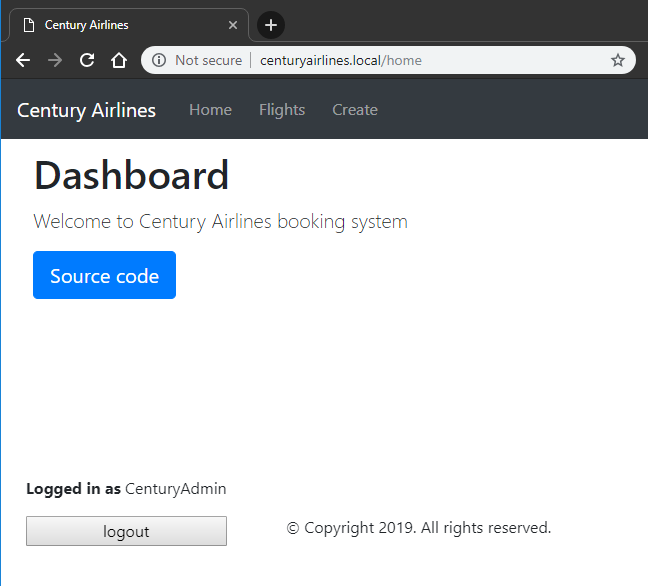 Century Airlines
Not secure | centuryairlines.local/home
Century Airlines Home Flights Create
Dashboard
Welcome to Century Airlines booking system
Source code
Logged in as CenturyAdmin
logout
© Copyright 2019. All rights reserved.